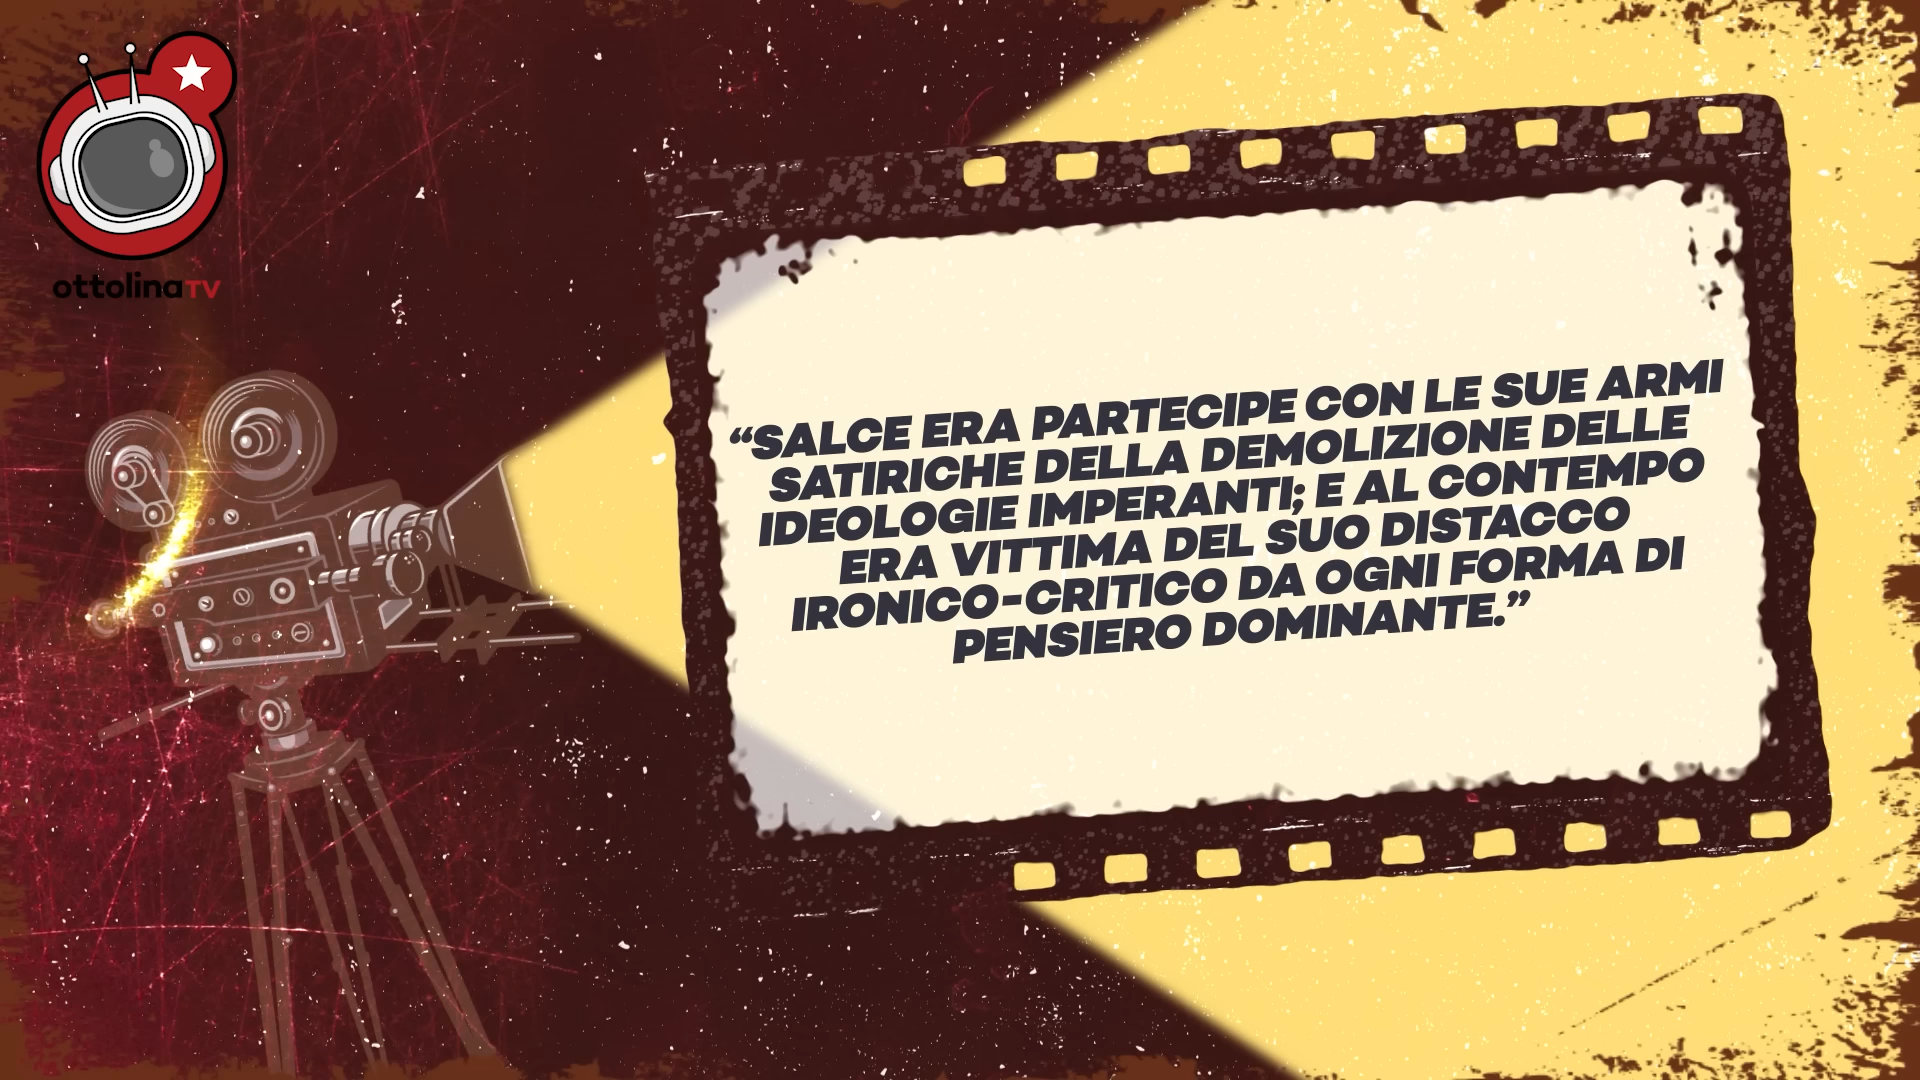 ottolinaTV
“SALCE ERA PARTECIPE CON LE SUE ARMI
SATIRICHE DELLA DEMOLIZIONE DELLE
IDEOLOGIE IMPERANTI; E AL CONTEMPO
ERA VITTIMA DEL SUO DISTACCO
IRONICO-CRITICO DA OGNI FORMA DI
PENSIERO DOMINANTE.”